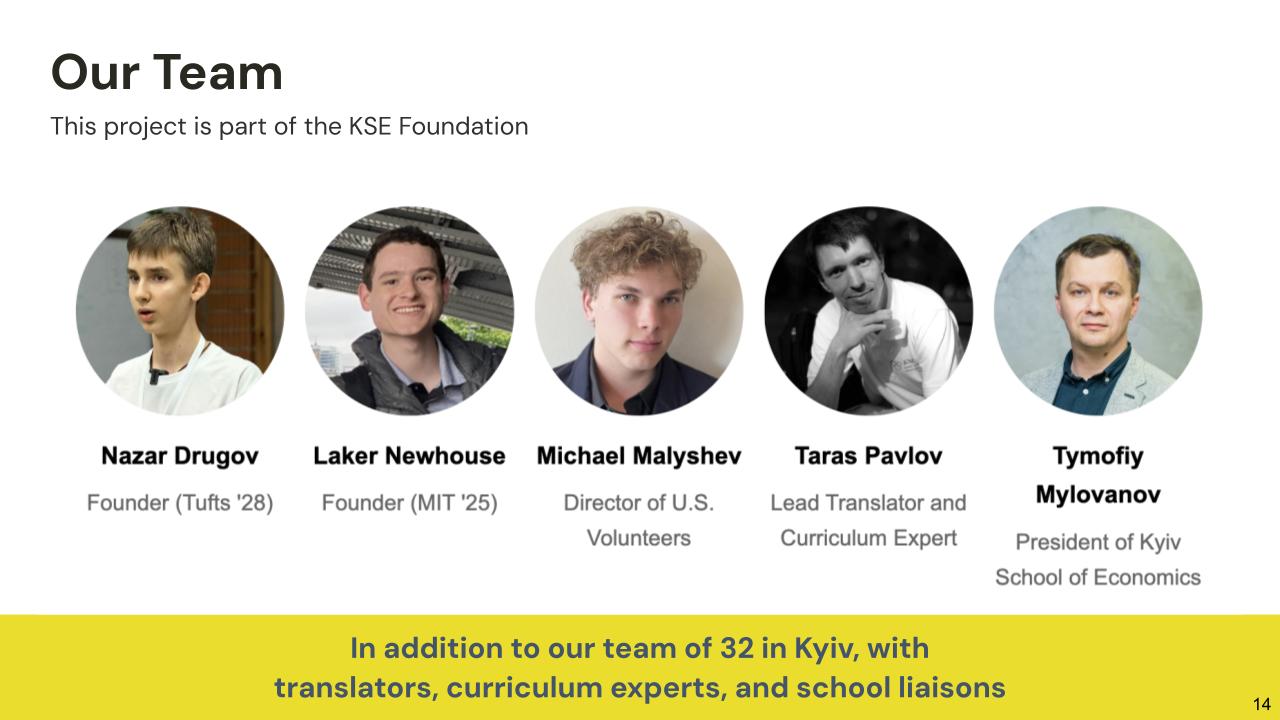 Our Team
This project is part of the KSE Foundation
Nazar Drugov
Founder (Tufts '28)
Laker Newhouse
Founder (MIT '25)
Michael Malyshev
Director of U.S.
Volunteers
Taras Pavlov
Lead Translator and
Curriculum Expert
Tymofiy
Mylovanov
President of Kyiv
School of Economics
In addition to our team of 32 in Kyiv, with
translators, curriculum experts, and school liaisons
14